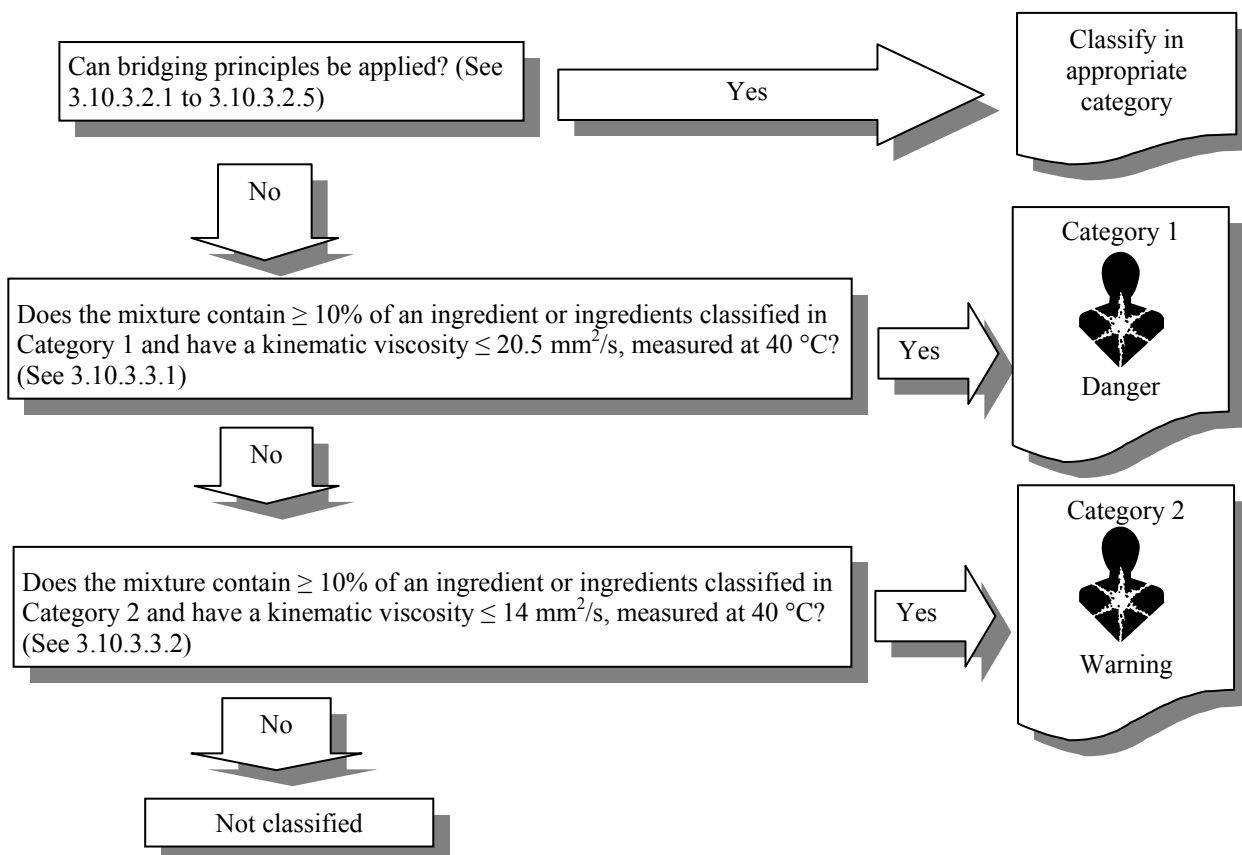 Can bridging principles be applied? (See
3.10.3.2.1 to 3.10.3.2.5)
Yes
Classify in
appropriate
category
No
Does the mixture contain ≥ 10% of an ingredient or ingredients classified in
Category 1 and have a kinematic viscosity ≤ 20.5 mm²/s, measured at 40 °C?
(See 3.10.3.3.1)
Yes
Category 1
Danger
No
Does the mixture contain ≥ 10% of an ingredient or ingredients classified in
Category 2 and have a kinematic viscosity ≤ 14 mm²/s, measured at 40 °C?
(See 3.10.3.3.2)
Yes
Category 2
Warning
No
Not classified